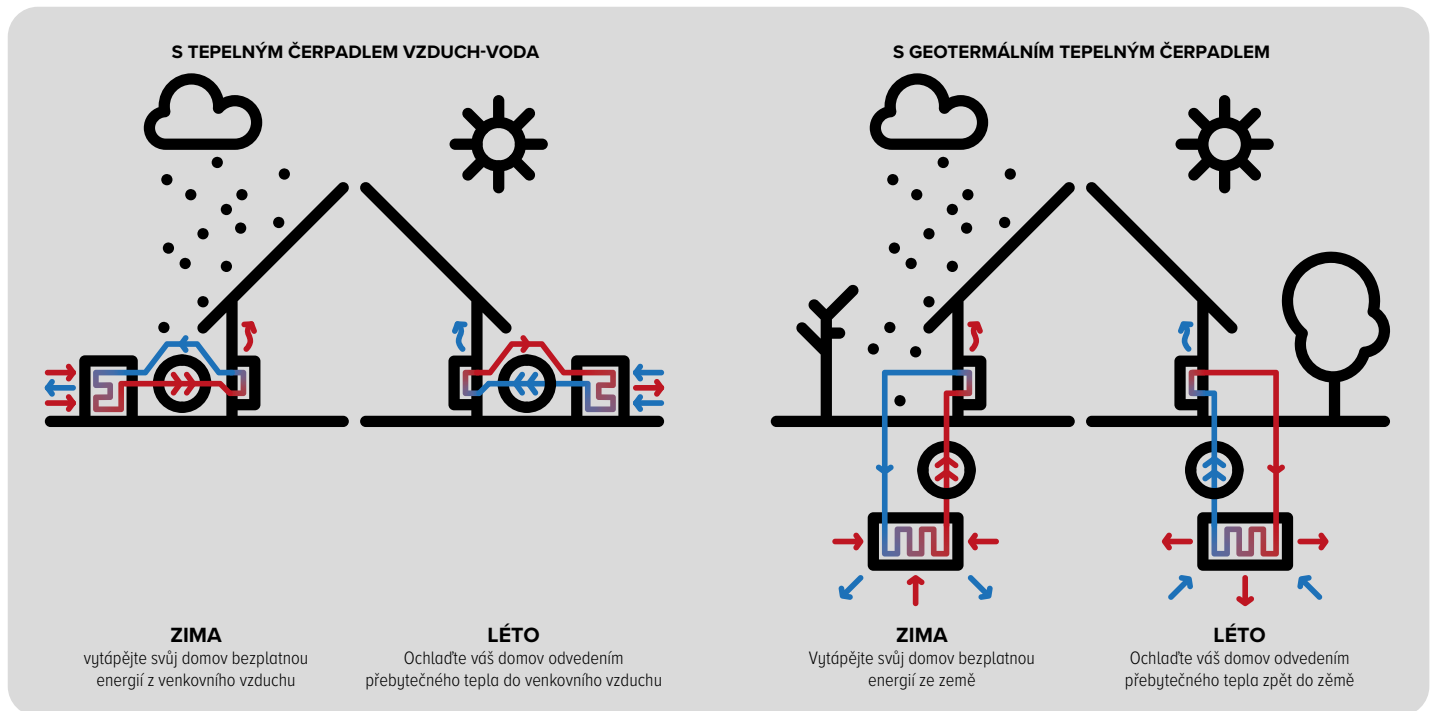 S TEPELNÝM ČERPADLEM VZDUCH-VODA
S GEOTERMÁLNÍM TEPELNÝM ČERPADLEM
ZIMA
vytápějte svůj domov bezplatnou
energií z venkovního vzduchu
LÉTO
Ochlaďte váš domov odvedením
přebytečného tepla do venkovního vzduchu
ZIMA
Vytápějte svůj domov bezplatnou
energií ze země
LÉTO
Ochlaďte váš domov odvedením
přebytečného tepla zpět do zěmě